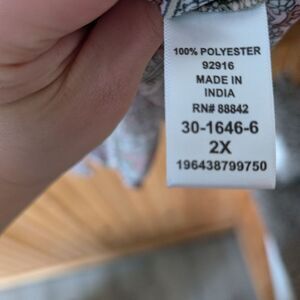 100% POLYESTER
92916
MADE IN
INDIA
RN# 88842
30-1646-6
2X
196438799750